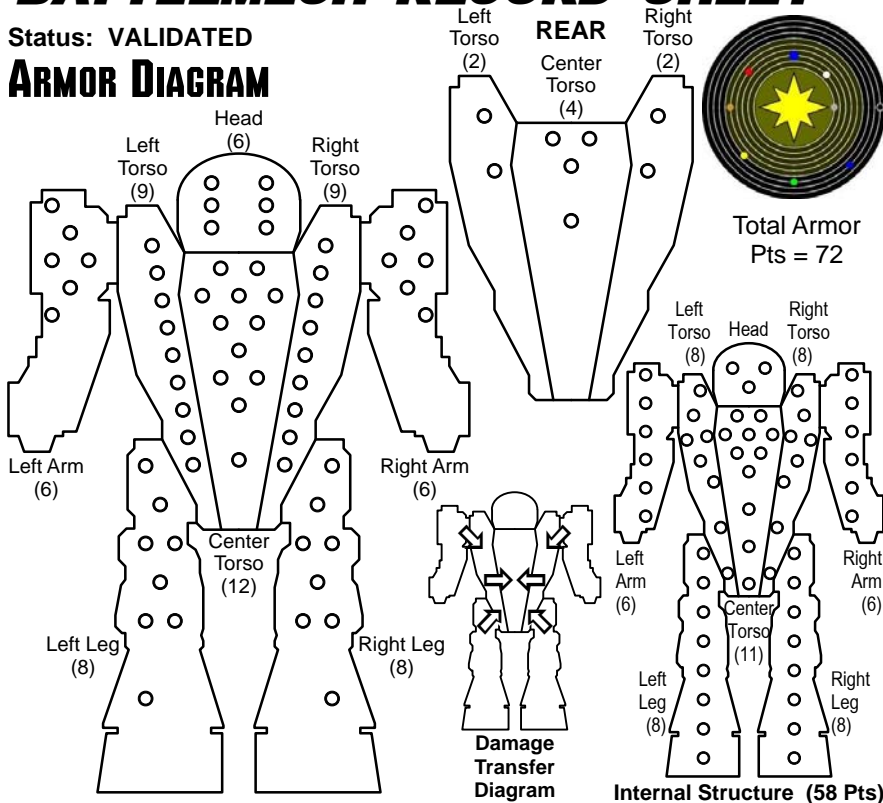 BATTLEMECH RECORD SHEET
Status: VALIDATED
ARMOR DIAGRAM
Head
(6)
Left
Torso
(9)
Right
Torso
(9)
Left Arm
(6)
Right Arm
(6)
Center
Torso
(12)
Left Leg
(8)
Right Leg
(8)
REAR
Left
Torso
(2)
Center
Torso
(4)
Right
Torso
(2)
Total Armor
Pts = 72
Damage
Transfer
Diagram
Left
Torso
(8)
Head
Right
Torso
(8)
Left
Arm
(6)
Right
Arm
(6)
Center
Torso
(11)
Left
Leg
(8)
Right
Leg
(8)
Internal Structure (58 Pts)